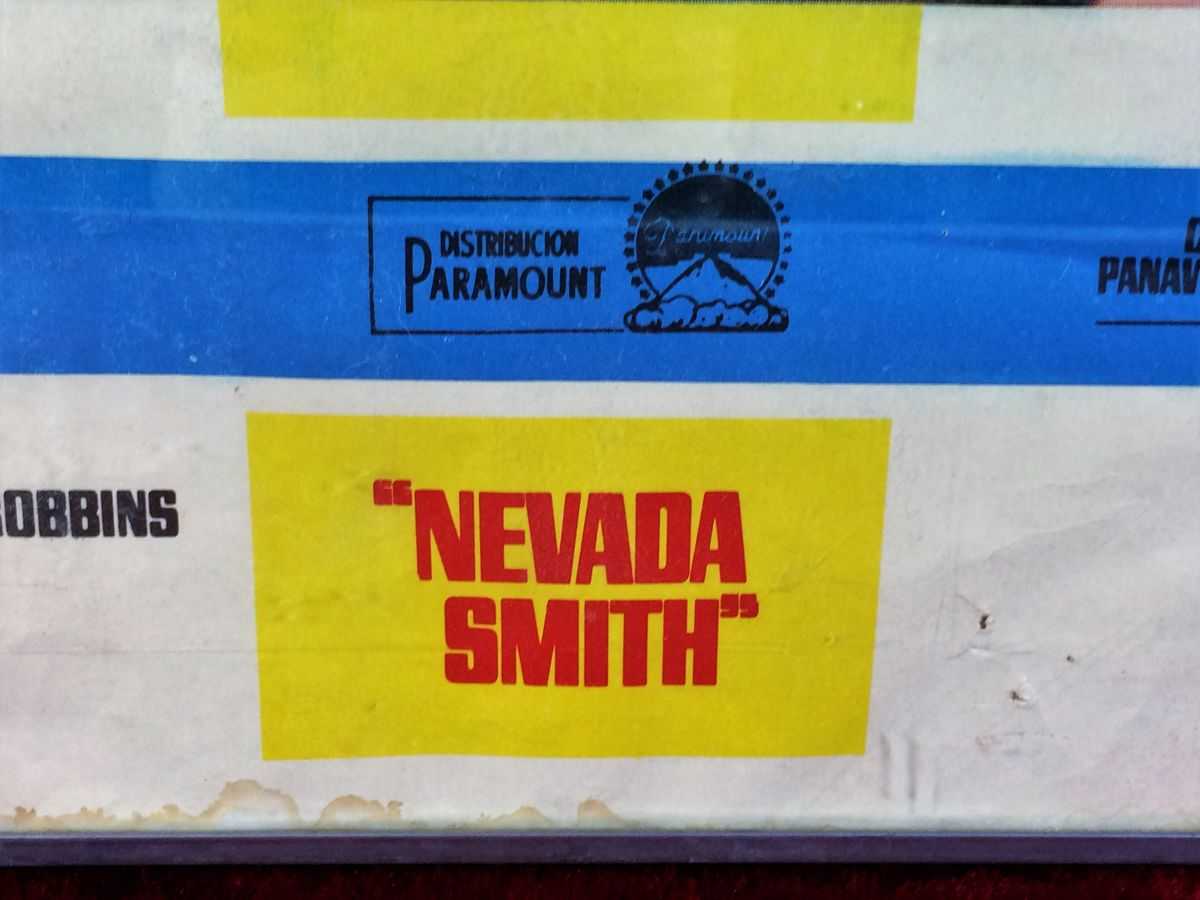 DISTRIBUCION
PARAMOUNT
Paramount
"NEVADA
SMITH"